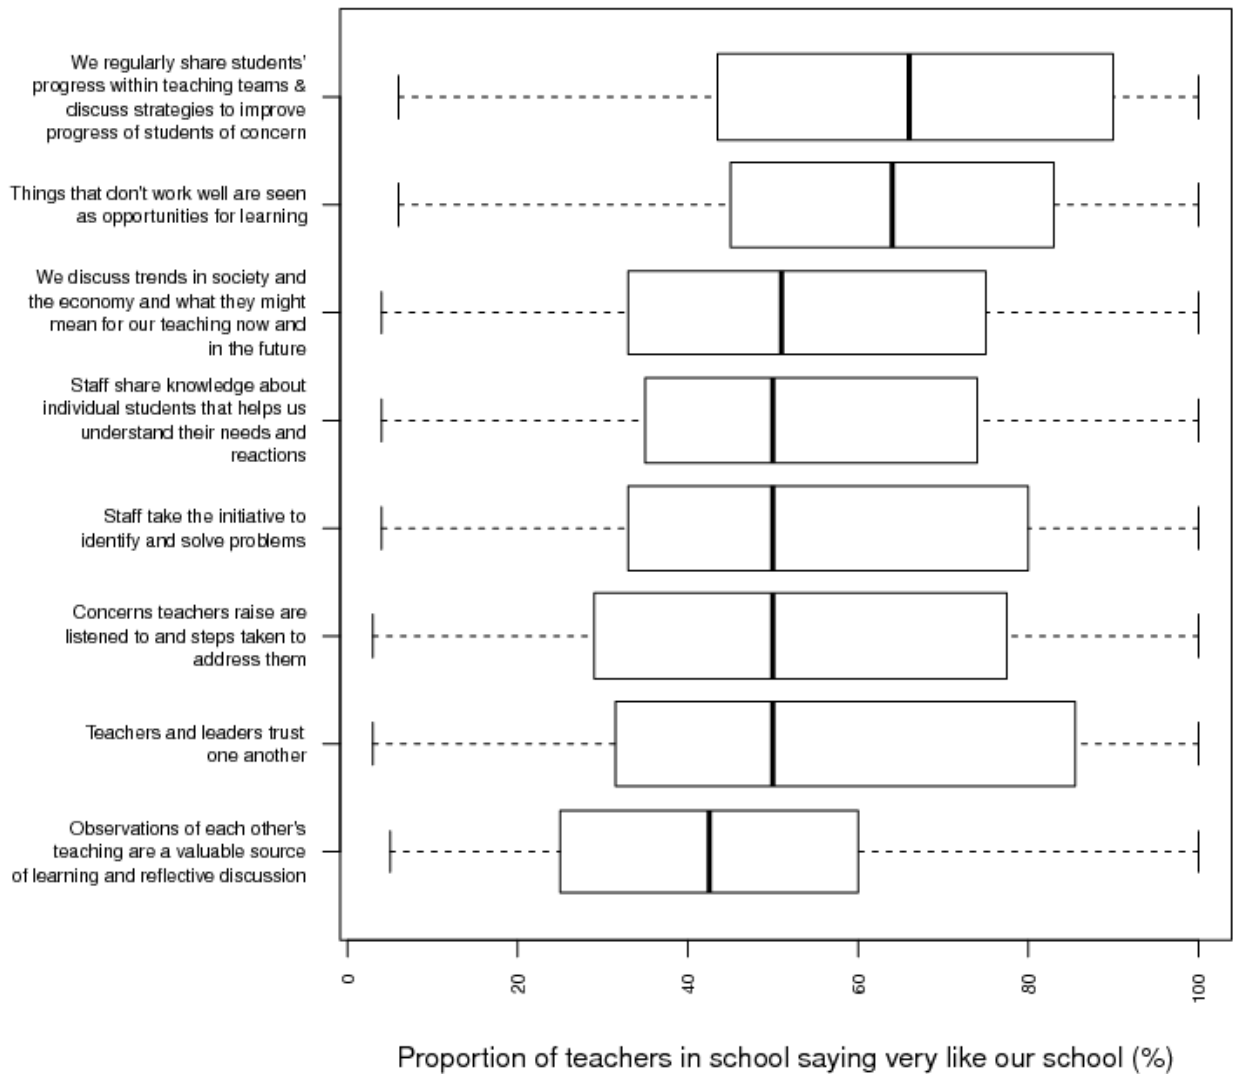 We regularly share students'
progress within teaching teams &
discuss strategies to improve
progress of students of concern
Things that don't work well are seen
as opportunities for learning
We discuss trends in society and
the economy and what they might
mean for our teaching now and
in the future
Staff share knowledge about
individual students that helps us
understand their needs and
reactions
Staff take the initiative to
identify and solve problems
Concerns teachers raise are
listened to and steps taken to
address them
Teachers and leaders trust
one another
Observations of each other's
teaching are a valuable source
of learning and reflective discussion
0 20 40 60 80 100
Proportion of teachers in school saying very like our school (%)